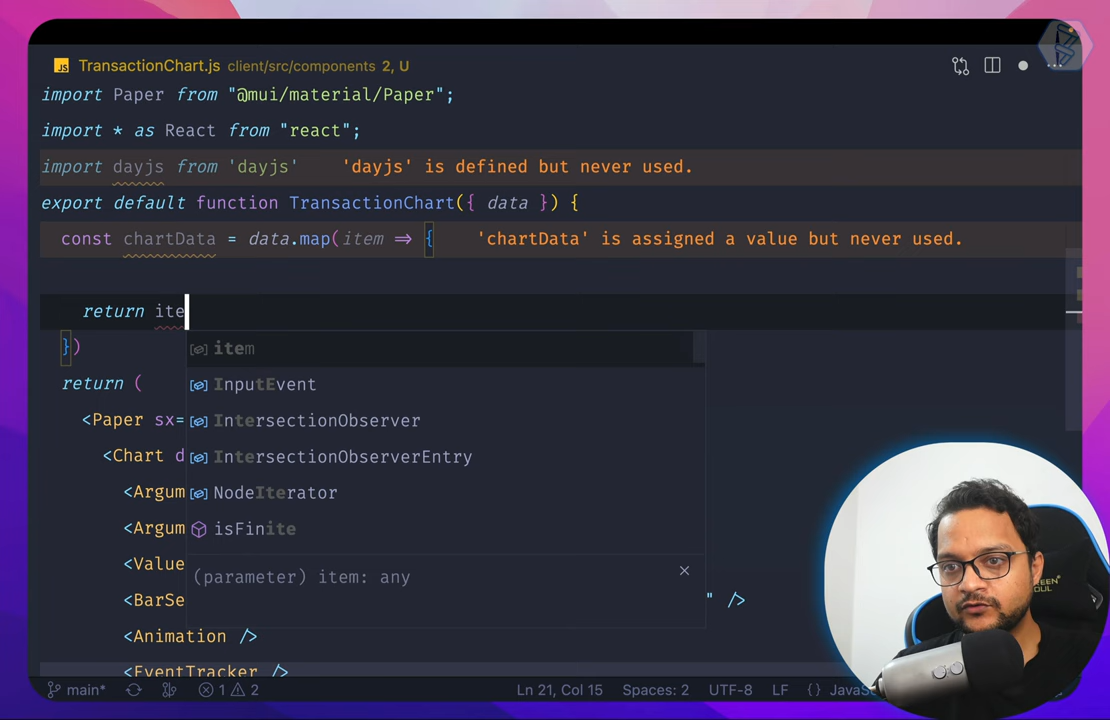 TransactionChart.js client/src/components 2, U
import Paper from "@mui/material/Paper";
import * as React from "react";
import dayjs from 'dayjs' 'dayjs' is defined but never used.
export default function TransactionChart({ data }) {
const chartData = data.map(item => { 'chartData' is assigned a value but never used.
return ite
item
})
return (
InputEvent
<Paper sx=
IntersectionObserver
<Chart d
IntersectionObserverEntry
<Argum
NodeIterator
<Argum
isFinite
<Value
(parameter) item: any
<BarSe
" />
<Animation />
<EventTracker />
main* 1 2 Ln 21, Col 15 Spaces: 2 UTF-8 LF {} JavaS